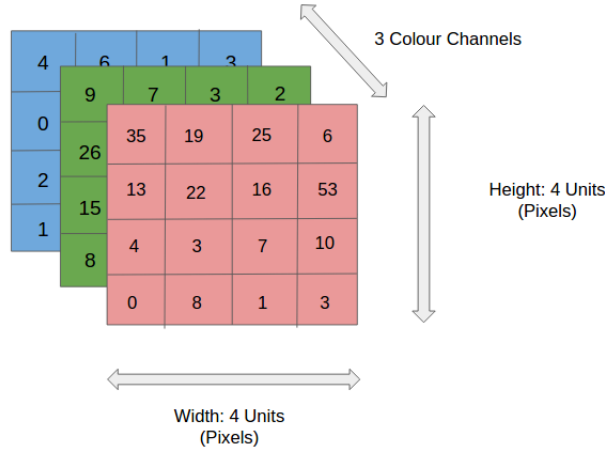 3 Colour Channels
4 6 1 3
9 7 3 2
0
35 19 25 6
26
2
13 22 16 53
Height: 4 Units
(Pixels)
15
1
4 3 7 10
8
0 8 1 3
Width: 4 Units
(Pixels)